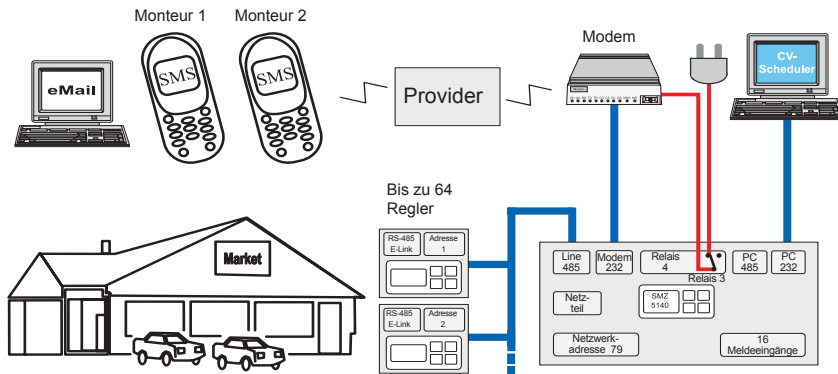 Monteur 1
Monteur 2
Modem
eMail
SMS
SMS
Provider
CV-
Scheduler
Bis zu 64
Regler
Market
RS-485
E-Link
Adresse
1
RS-485
E-Link
Adresse
2
Line
485
Modem
232
Relais
4
Relais 3
PC
485
PC
232
Netz-
teil
SMZ
5140
Netzwerk-
adresse 79
16
Meldeeingänge